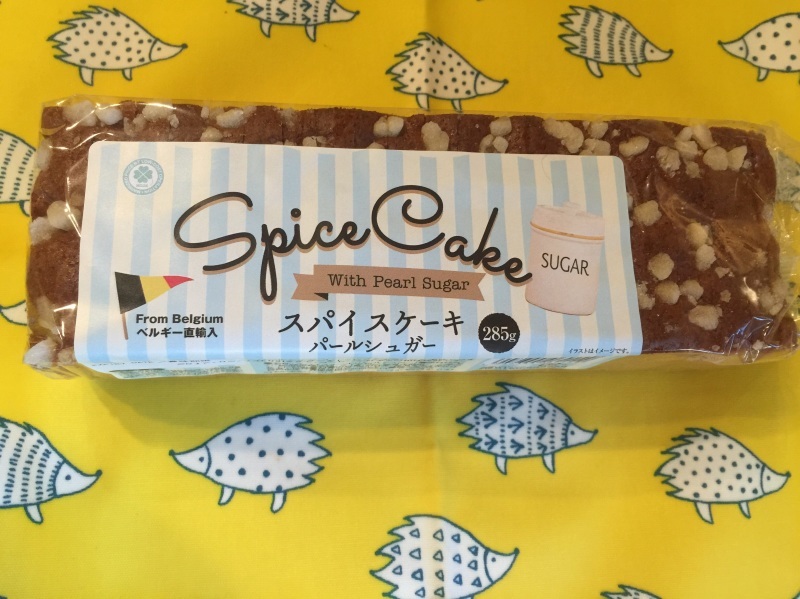 Spice Cake
With Pearl Sugar
SUGAR
From Belgium
ベルギー直輸入
スパイスケーキ
パールシュガー
285g
イラストはイメージです。